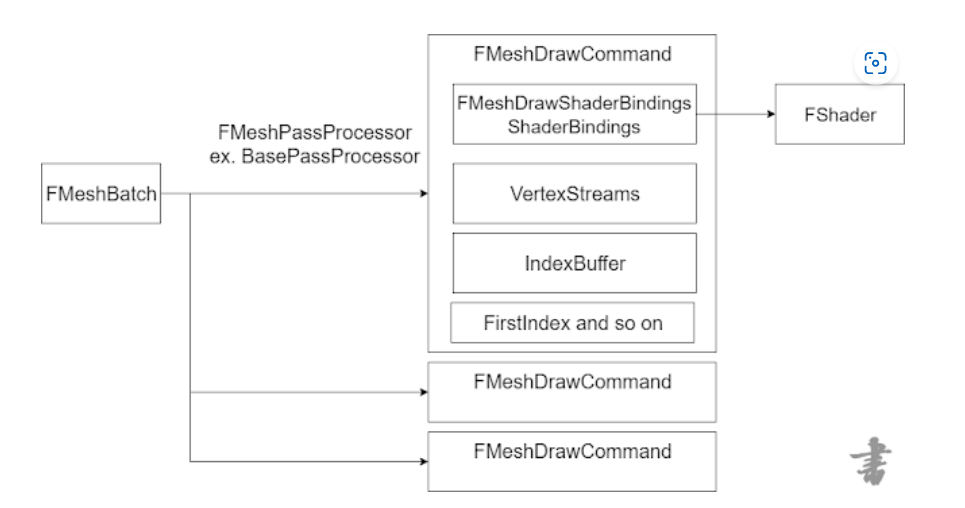 FMeshDrawCommand
FMeshDrawShaderBindings
ShaderBindings
FShader
FMeshPassProcessor
ex. BasePassProcessor
FMeshBatch
VertexStreams
IndexBuffer
FirstIndex and so on
FMeshDrawCommand
FMeshDrawCommand
書